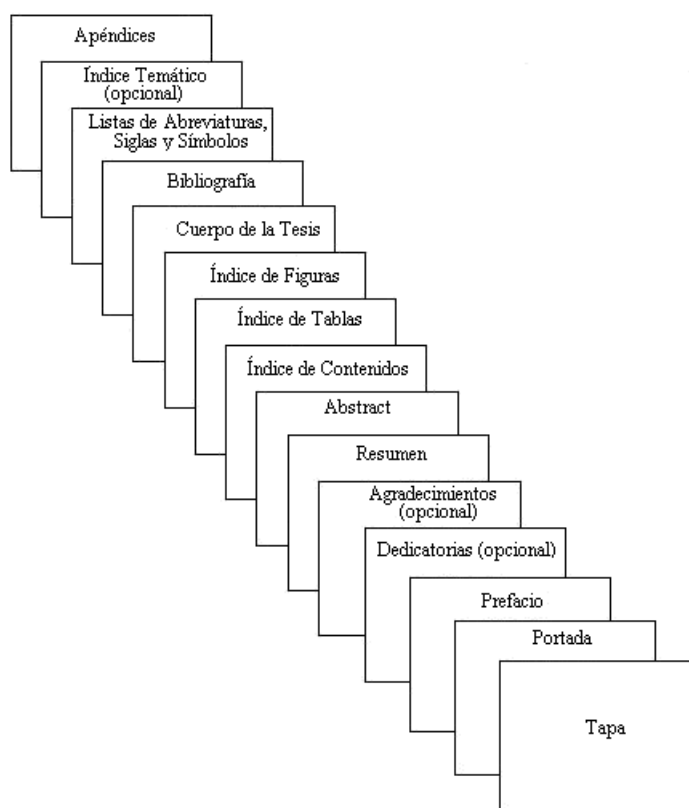 Apéndices
Índice Temático
(opcional)
Listas de Abreviaturas,
Siglas y Símbolos
Bibliografía
Cuerpo de la Tesis
Índice de Figuras
Índice de Tablas
Índice de Contenidos
Abstract
Resumen
Agradecimientos
(opcional)
Dedicatorias (opcional)
Prefacio
Portada
Tapa